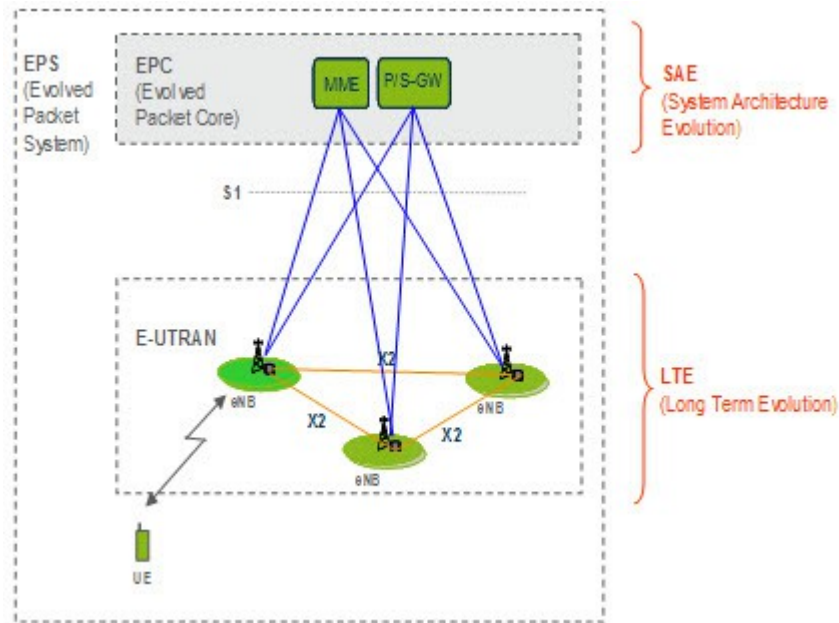 EPS
(Evolved
Packet
System)
EPC
(Evolved
Packet Core)
MME
P/S-GW
SAE
(System Architecture
Evolution)
S1
E-UTRAN
X2
eNB
eNB
X2
X2
eNB
LTE
(Long Term Evolution)
UE